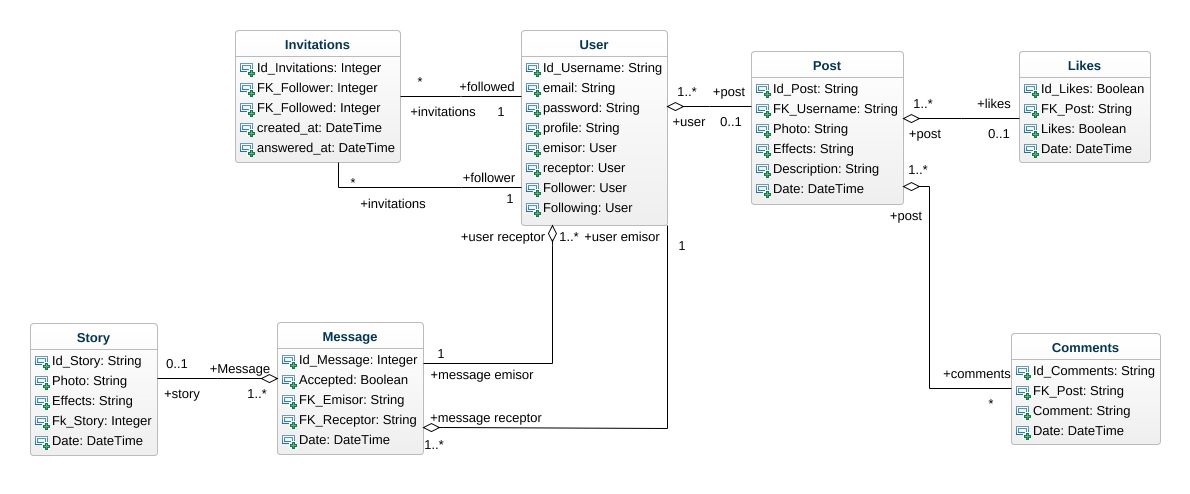 Invitations
Id_Invitations: Integer
FK_Follower: Integer
FK_Followed: Integer
created_at: DateTime
answered_at: DateTime
* +followed
+invitations 1
* +follower
+invitations 1
User
Id_Username: String
email: String
password: String
profile: String
emisor: User
receptor: User
Follower: User
Following: User
1..* +post
+user 0..1
Post
Id_Post: String
FK_Username: String
Photo: String
Effects: String
Description: String
Date: DateTime
1..* +likes
+post 0..1
Likes
Id_Likes: Boolean
FK_Post: String
Likes: Boolean
Date: DateTime
1..*
+post
+user receptor 1..* +user emisor
1
Story
Id_Story: String
Photo: String
Effects: String
Fk_Story: Integer
Date: DateTime
0..1 +Message
+story 1..*
Message
Id_Message: Integer
Accepted: Boolean
FK_Emisor: String
FK_Receptor: String
Date: DateTime
1
+message emisor
+message receptor
1..*
+comments
*
Comments
Id_Comments: String
FK_Post: String
Comment: String
Date: DateTime